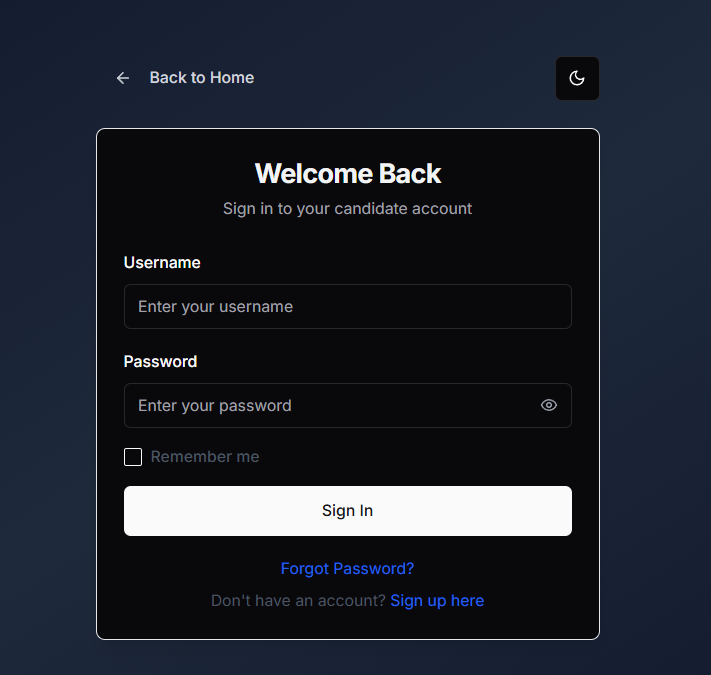 Back to Home
Welcome Back
Sign in to your candidate account
Username
Enter your username
Password
Enter your password
Remember me
Sign In
Forgot Password?
Don't have an account? Sign up here